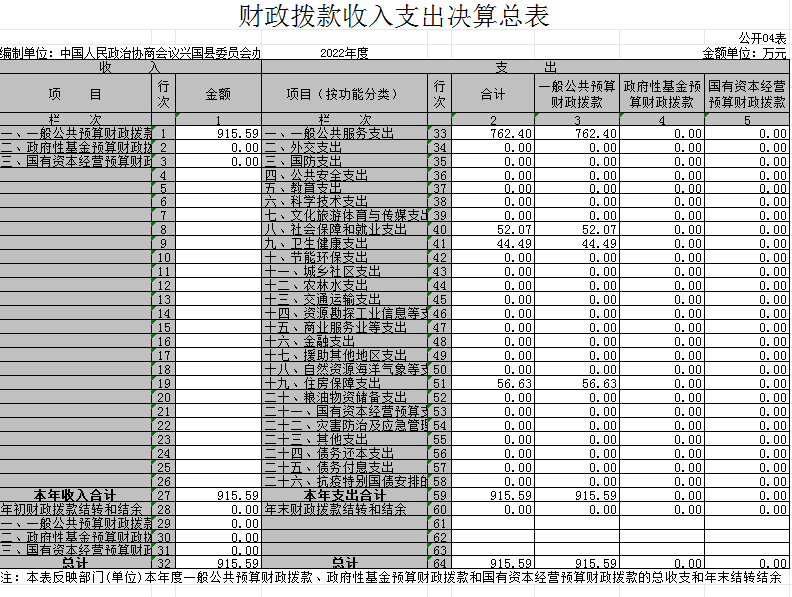 财政拨款收入支出决算总表
公开04表
编制单位：中国人民政治协商会议兴国县委员会办 2022年度 金额单位：万元
收 入 支 出
项 目 行次 金额 项目（按功能分类） 行次 合计 一般公共预算财政拨款 政府性基金预算财政拨款 国有资本经营预算财政拨款
栏 次 1 栏 次 2 3 4 5
一、一般公共预算财政拨款 1 915.59 一、一般公共服务支出 33 762.40 762.40 0.00 0.00
二、政府性基金预算财政拨 2 0.00 二、外交支出 34 0.00 0.00 0.00 0.00
三、国有资本经营预算财政 3 0.00 三、国防支出 35 0.00 0.00 0.00 0.00
4 四、公共安全支出 36 0.00 0.00 0.00 0.00
5 五、教育支出 37 0.00 0.00 0.00 0.00
6 六、科学技术支出 38 0.00 0.00 0.00 0.00
7 七、文化旅游体育与传媒支出 39 0.00 0.00 0.00 0.00
8 八、社会保障和就业支出 40 52.07 52.07 0.00 0.00
9 九、卫生健康支出 41 44.49 44.49 0.00 0.00
10 十、节能环保支出 42 0.00 0.00 0.00 0.00
11 十一、城乡社区支出 43 0.00 0.00 0.00 0.00
12 十二、农林水支出 44 0.00 0.00 0.00 0.00
13 十三、交通运输支出 45 0.00 0.00 0.00 0.00
14 十四、资源勘探工业信息等支 46 0.00 0.00 0.00 0.00
15 十五、商业服务业等支出 47 0.00 0.00 0.00 0.00
16 十六、金融支出 48 0.00 0.00 0.00 0.00
17 十七、援助其他地区支出 49 0.00 0.00 0.00 0.00
18 十八、自然资源海洋气象等支 50 0.00 0.00 0.00 0.00
19 十九、住房保障支出 51 56.63 56.63 0.00 0.00
20 二十、粮油物资储备支出 52 0.00 0.00 0.00 0.00
21 二十一、国有资本经营预算支 53 0.00 0.00 0.00 0.00
22 二十二、灾害防治及应急管理 54 0.00 0.00 0.00 0.00
23 二十三、其他支出 55 0.00 0.00 0.00 0.00
24 二十四、债务还本支出 56 0.00 0.00 0.00 0.00
25 二十五、债务付息支出 57 0.00 0.00 0.00 0.00
26 二十六、抗疫特别国债安排的 58 0.00 0.00 0.00 0.00
本年收入合计 27 915.59 本年支出合计 59 915.59 915.59 0.00 0.00
年初财政拨款结转和结余 28 0.00 年末财政拨款结转和结余 60 0.00 0.00 0.00 0.00
一、一般公共预算财政拨款 29 0.00 61
二、政府性基金预算财政拨 30 0.00 62
三、国有资本经营预算财政 31 0.00 63
总计 32 915.59 总计 64 915.59 915.59 0.00 0.00
注：本表反映部门(单位)本年度一般公共预算财政拨款、政府性基金预算财政拨款和国有资本经营预算财政拨款的总收支和年末结转结余